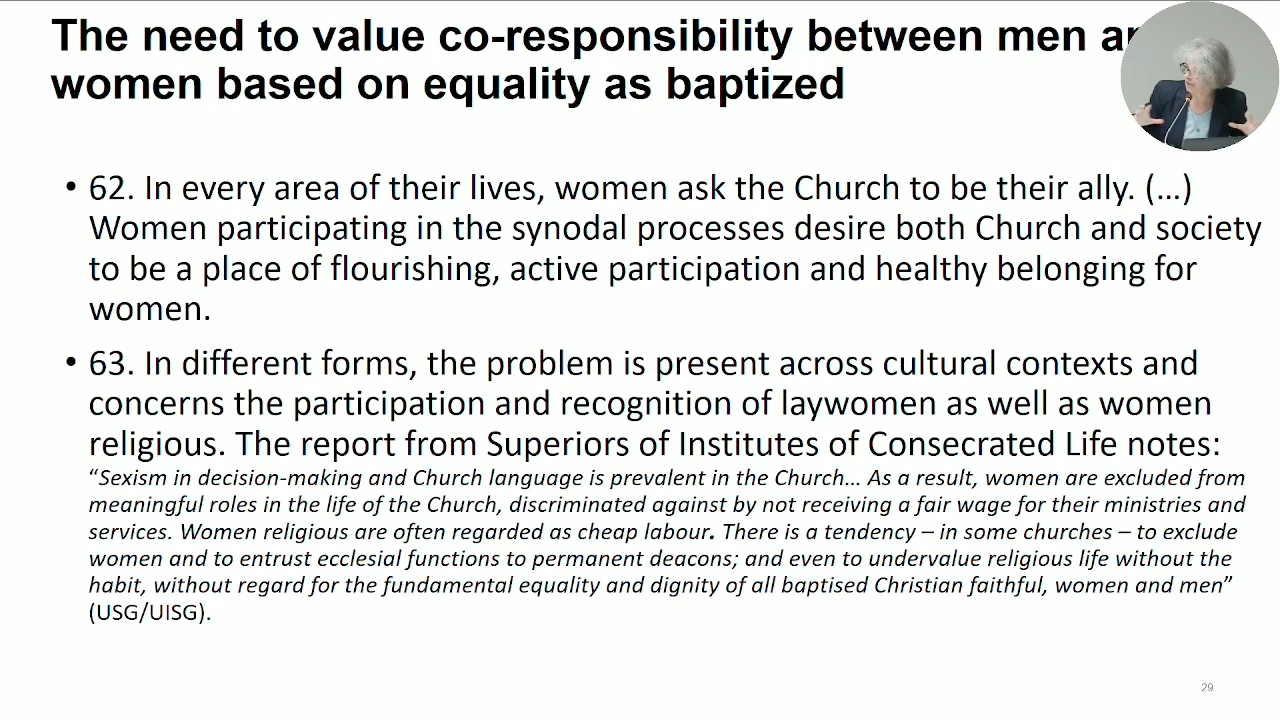 The need to value co-responsibility between men
women based on equality as baptized
• 62. In every area of their lives, women ask the Church to be their ally. (...)
Women participating in the synodal processes desire both Church and society
to be a place of flourishing, active participation and healthy belonging for
women.
• 63. In different forms, the problem is present across cultural contexts and
concerns the participation and recognition of laywomen as well as women
religious. The report from Superiors of Institutes of Consecrated Life notes:
“Sexism in decision-making and Church language is prevalent in the Church... As a result, women are excluded from
meaningful roles in the life of the Church, discriminated against by not receiving a fair wage for their ministries and
services. Women religious are often regarded as cheap labour. There is a tendency – in some churches – to exclude
women and to entrust ecclesial functions to permanent deacons; and even to undervalue religious life without the
habit, without regard for the fundamental equality and dignity of all baptised Christian faithful, women and men”
(USG/UISG).
29